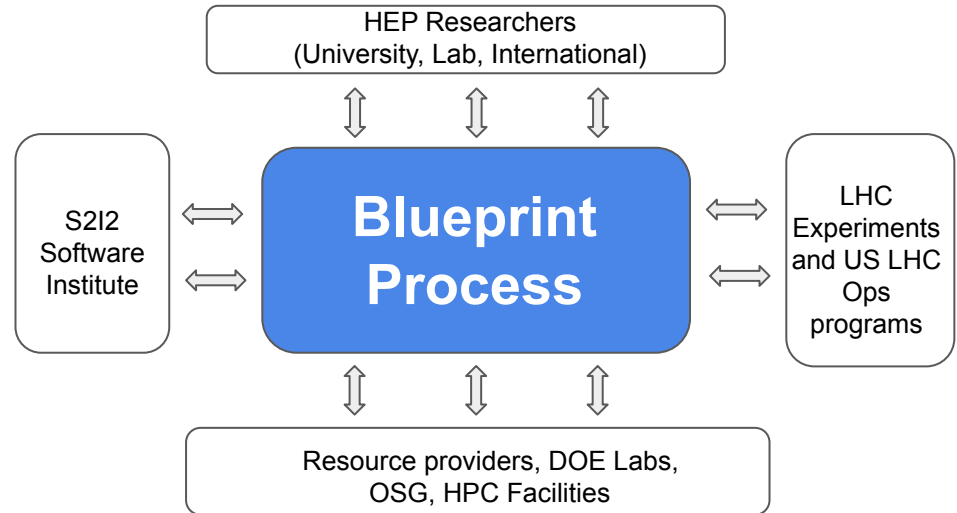 HEP Researchers
(University, Lab, International)
S2I2
Software
Institute
Blueprint
Process
LHC
Experiments
and US LHC
Ops
programs
Resource providers, DOE Labs,
OSG, HPC Facilities